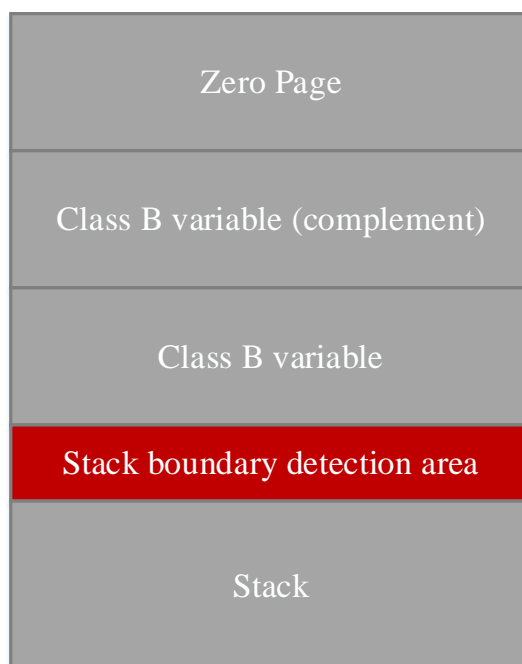 Zero Page
Class B variable (complement)
Class B variable
Stack boundary detection area
Stack